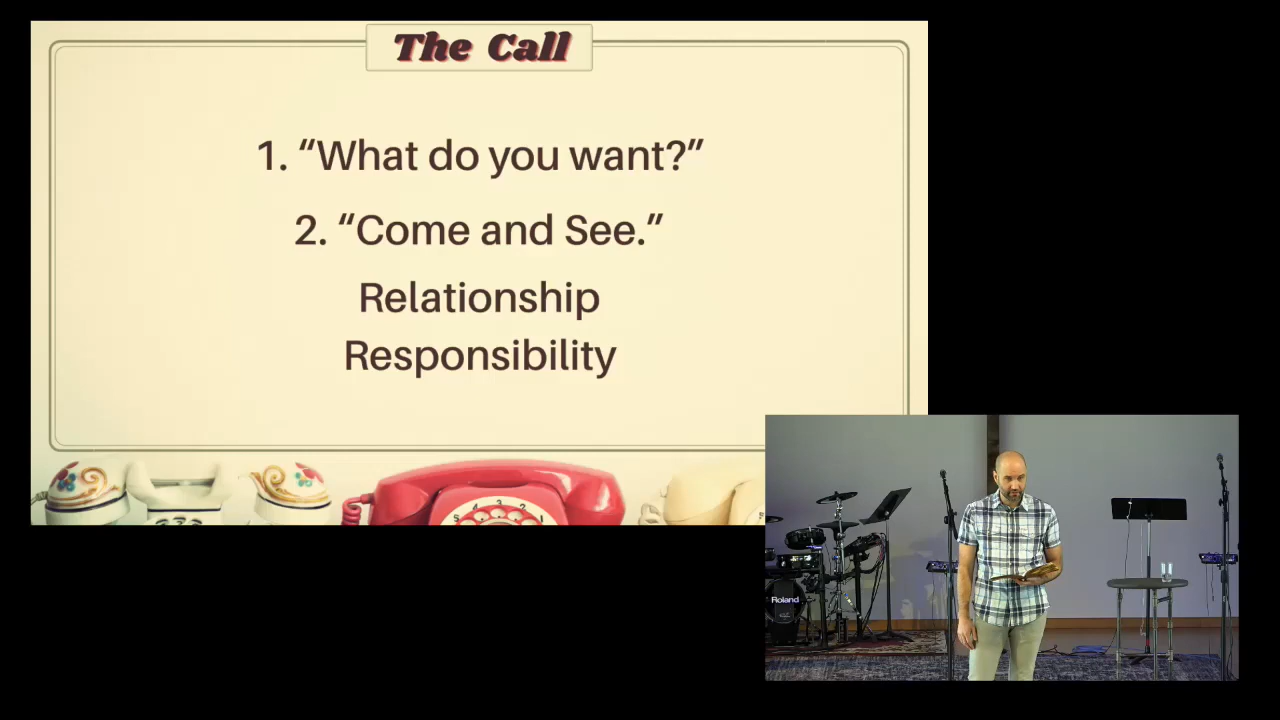 The Call
1. “What do you want?”
2. “Come and See.”
Relationship
Responsibility
Roland